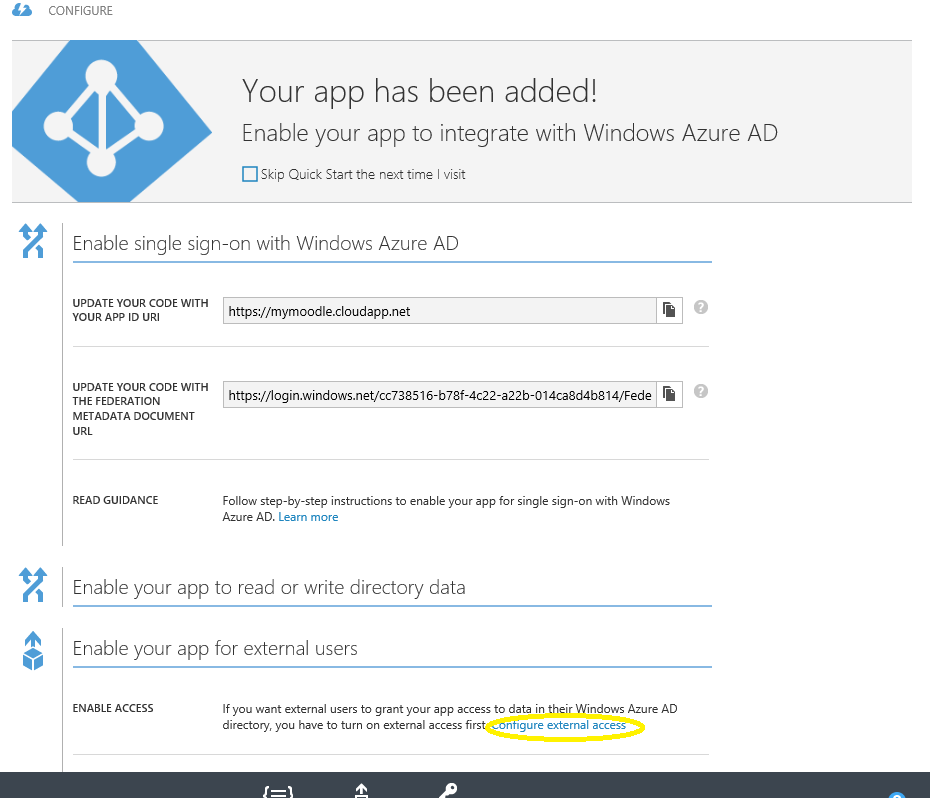 CONFIGURE
Your app has been added!
Enable your app to integrate with Windows Azure AD
Skip Quick Start the next time I visit
Enable single sign-on with Windows Azure AD
UPDATE YOUR CODE WITH
YOUR APP ID URI
https://mymoodle.cloudapp.net
?
UPDATE YOUR CODE WITH
THE FEDERATION
METADATA DOCUMENT
URL
https://login.windows.net/cc738516-b78f-4c22-a22b-014ca8d4b814/Fede
?
READ GUIDANCE
Follow step-by-step instructions to enable your app for single sign-on with Windows
Azure AD. Learn more
Enable your app to read or write directory data
Enable your app for external users
ENABLE ACCESS
If you want external users to grant your app access to data in their Windows Azure AD
directory, you have to turn on external access first. Configure external access